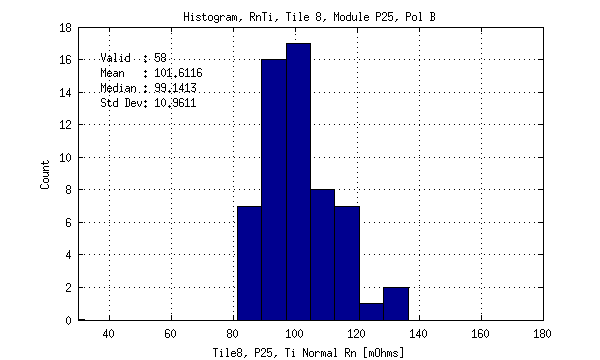 Histogram, RnTi, Tile 8, Module P25, Pol B
18
16
14
12
10
8
6
4
2
0
Count
Valid : 58
Mean : 101.6116
Median : 99.1413
Std Dev: 10.9611
40 60 80 100 120 140 160 180
Tile8, P25, Ti Normal Rn [mOhms]